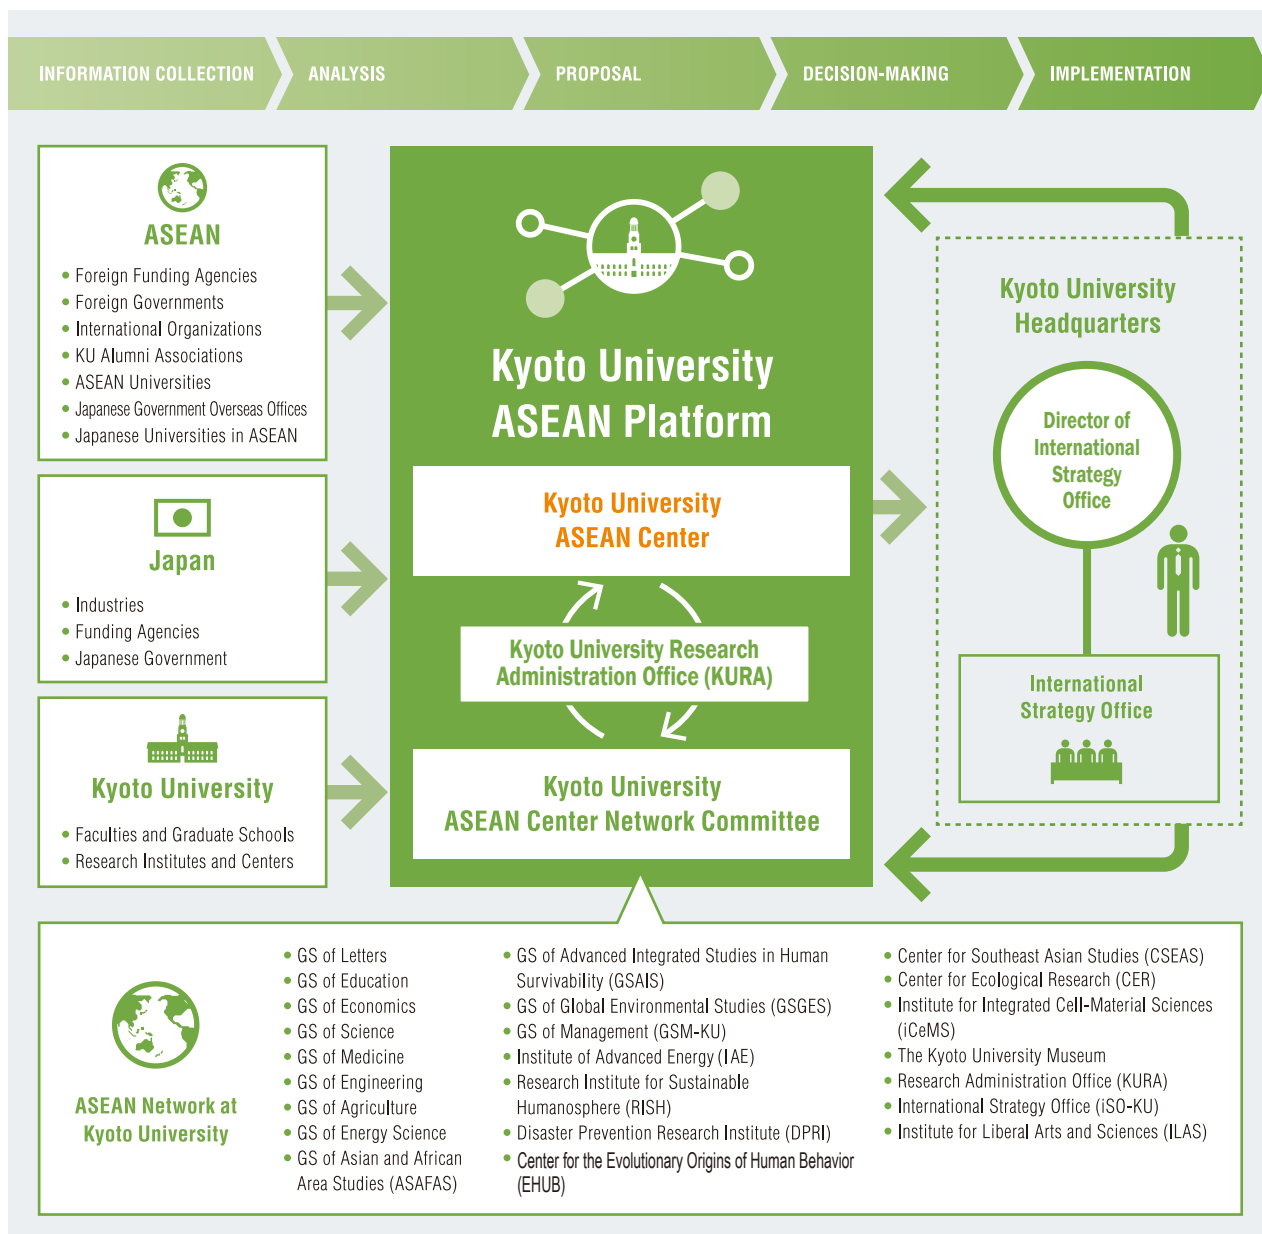 INFORMATION COLLECTION
ANALYSIS
PROPOSAL
DECISION-MAKING
IMPLEMENTATION
ASEAN
• Foreign Funding Agencies
• Foreign Governments
• International Organizations
• KU Alumni Associations
• ASEAN Universities
• Japanese Government Overseas Offices
• Japanese Universities in ASEAN
Japan
• Industries
• Funding Agencies
• Japanese Government
Kyoto University
• Faculties and Graduate Schools
• Research Institutes and Centers
Kyoto University
ASEAN Platform
Kyoto University
ASEAN Center
Kyoto University Research
Administration Office (KURA)
Kyoto University
ASEAN Center Network Committee
Kyoto University
Headquarters
Director of
International
Strategy
Office
International
Strategy Office
ASEAN Network at
Kyoto University
• GS of Letters
• GS of Education
• GS of Economics
• GS of Science
• GS of Medicine
• GS of Engineering
• GS of Agriculture
• GS of Energy Science
• GS of Asian and African
Area Studies (ASAFAS)
• GS of Advanced Integrated Studies in Human
Survivability (GSAIS)
• GS of Global Environmental Studies (GSGES)
• GS of Management (GSM-KU)
• Institute of Advanced Energy (IAE)
• Research Institute for Sustainable
Humanosphere (RISH)
• Disaster Prevention Research Institute (DPRI)
• Center for the Evolutionary Origins of Human Behavior
(EHUB)
• Center for Southeast Asian Studies (CSEAS)
• Center for Ecological Research (CER)
• Institute for Integrated Cell-Material Sciences
(iCeMS)
• The Kyoto University Museum
• Research Administration Office (KURA)
• International Strategy Office (iSO-KU)
• Institute for Liberal Arts and Sciences (ILAS)